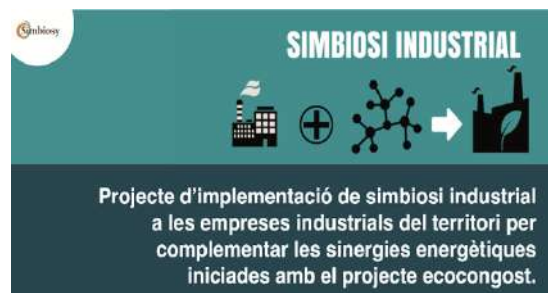 Simbiosy
SIMBIOSI INDUSTRIAL
Projecte d'implementació de simbiosi industrial
a les empreses industrials del territori per
complementar les sinergies energètiques
iniciades amb el projecte ecocongost.